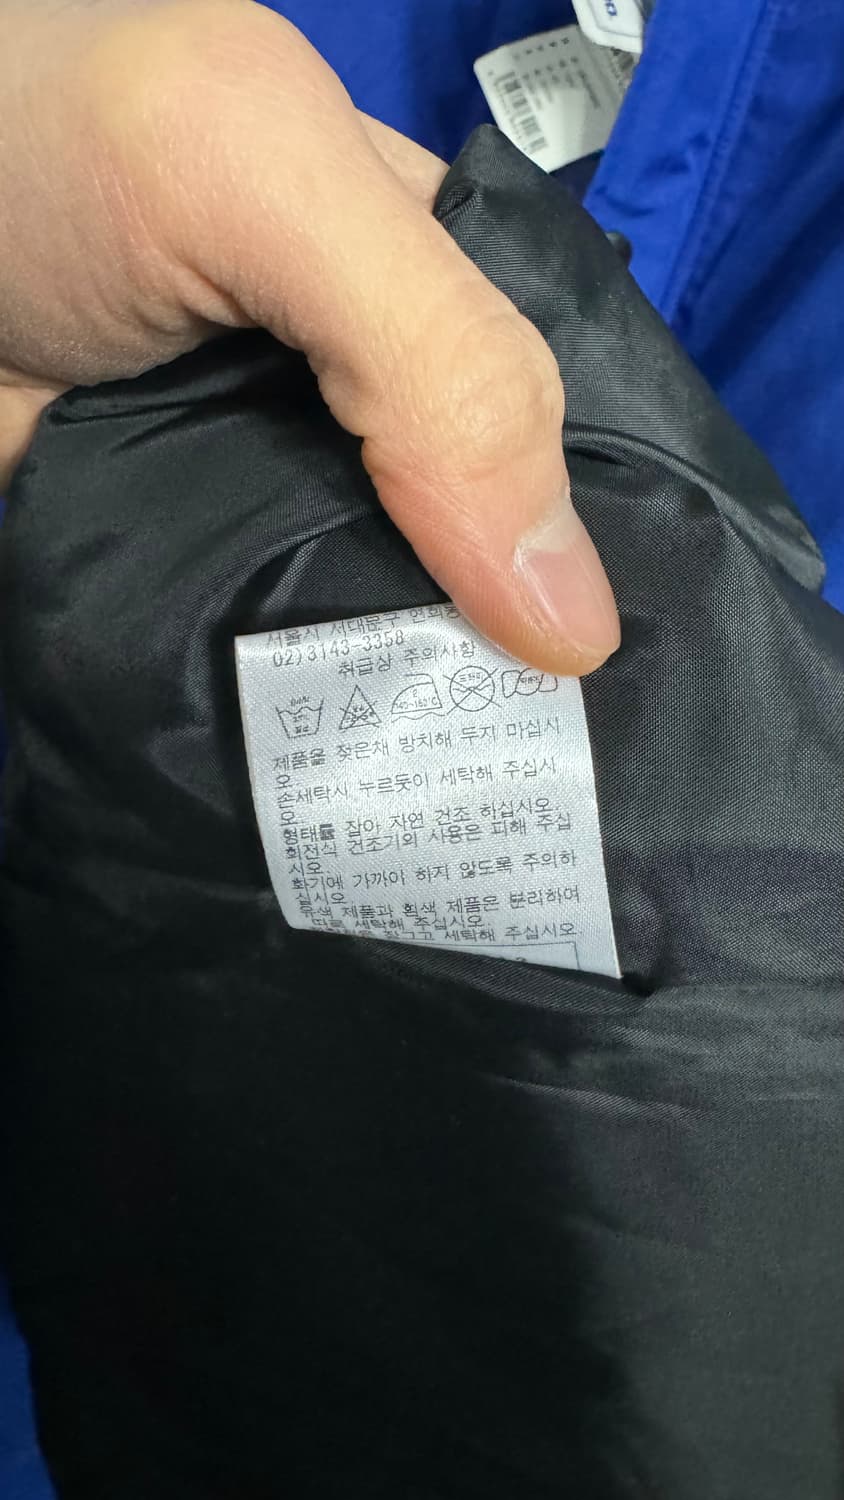 서울시 서대문구 연희동
02)3143-3358
취급상 주의사항
제품을 젖은채 방치해 두지 마십시
오
손세탁시 누르듯이 세탁해 주십시
오
형태를 잡아 자연 건조 하십시오
회전식 건조기의 사용은 피해 주십
시오.
화기에 가까이 하지 않도록 주의하
십시오
유색 제품과 흰색 제품은 분리하여
따로 세탁해 주십시오.
잠그고 세탁해 주십시오.